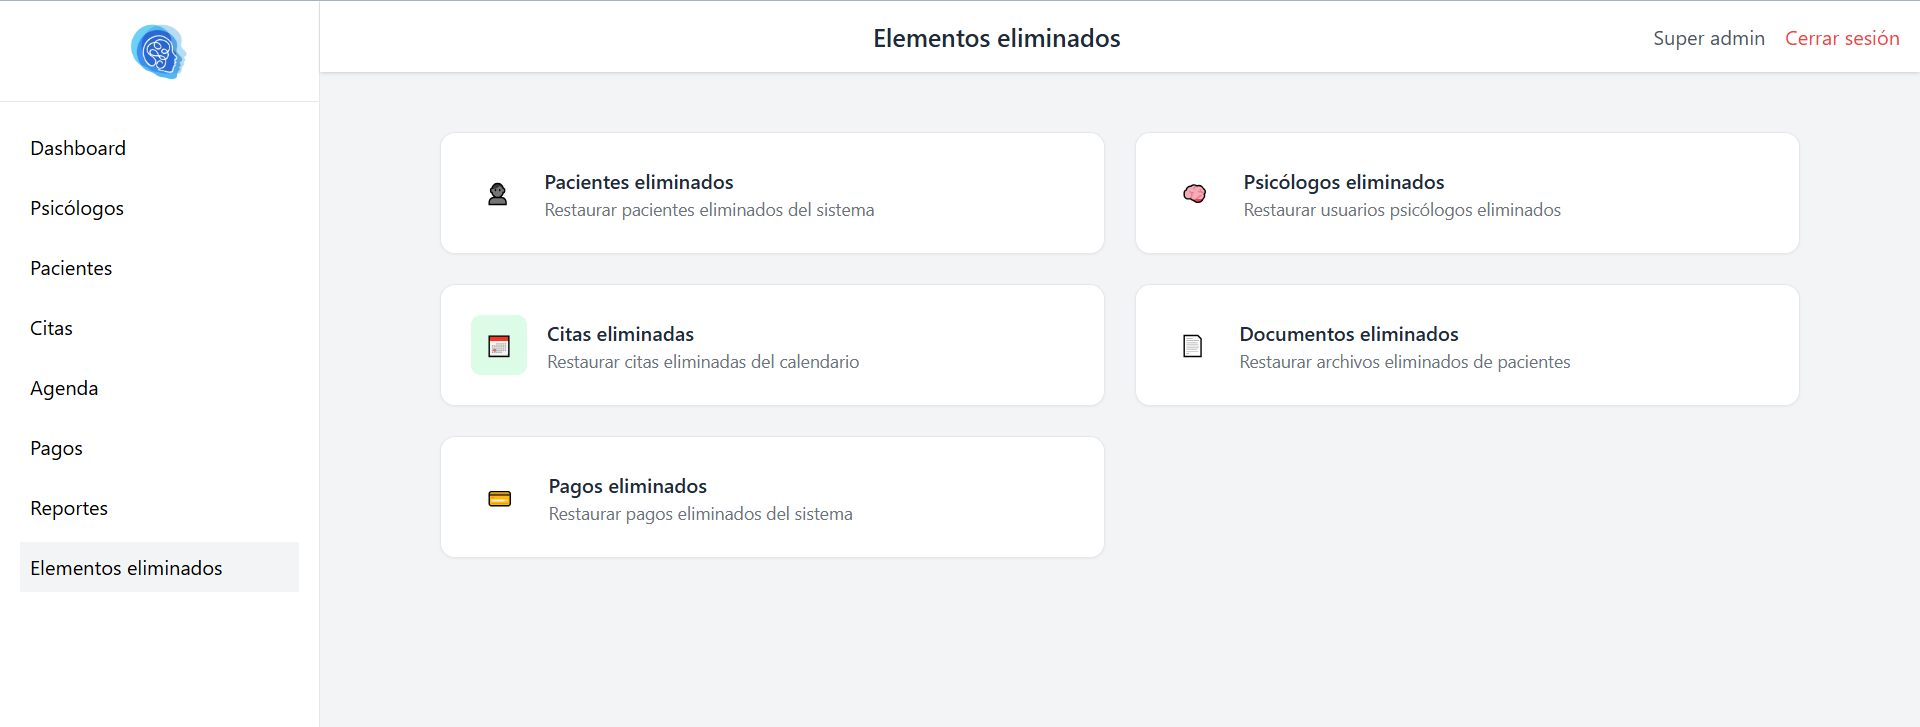 Elementos eliminados
Super admin
Cerrar sesión
Dashboard
Psicólogos
Pacientes
Citas
Agenda
Pagos
Reportes
Elementos eliminados
Pacientes eliminados
Restaurar pacientes eliminados del sistema
Psicólogos eliminados
Restaurar usuarios psicólogos eliminados
Citas eliminadas
Restaurar citas eliminadas del calendario
Documentos eliminados
Restaurar archivos eliminados de pacientes
Pagos eliminados
Restaurar pagos eliminados del sistema